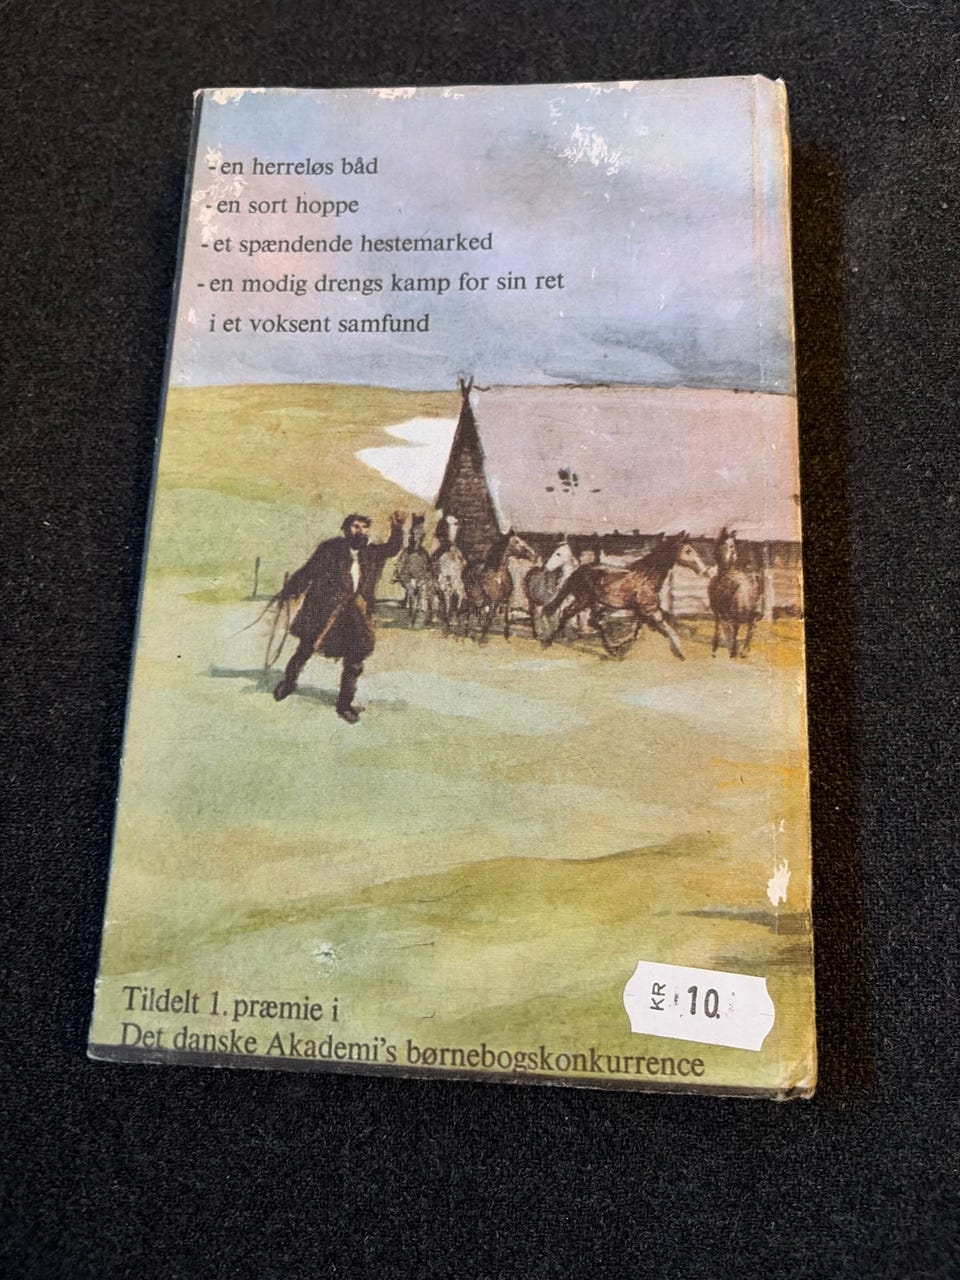 - en herreløs båd
- en sort hoppe
- et spændende hestemarked
- en modig drengs kamp for sin ret
i et voksent samfund
Tildelt 1. præmie i
Det danske Akademi's børnebogskonkurrence
KR 10.